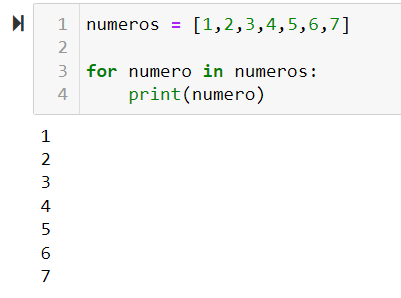 1 numeros = [1,2,3,4,5,6,7]
2
3 for numero in numeros:
4     print(numero)
1
2
3
4
5
6
7